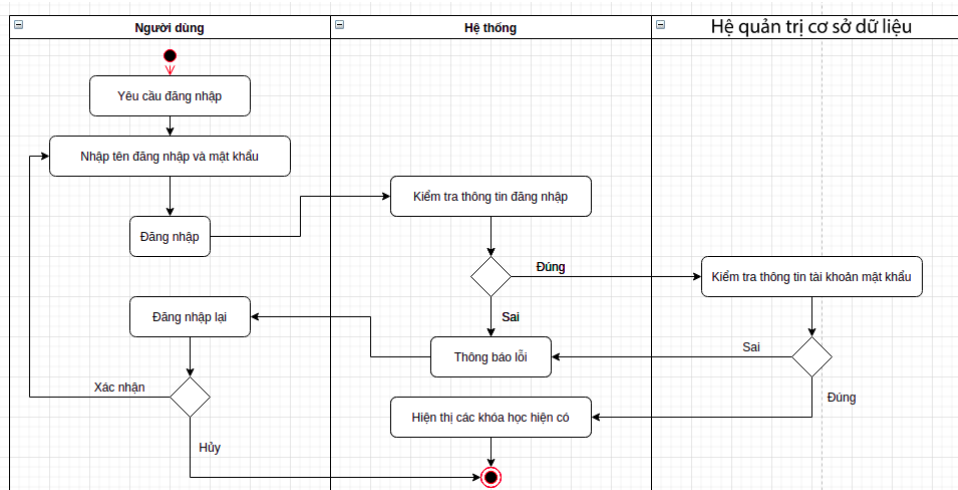 Người dùng
Hệ thống
Hệ quản trị cơ sở dữ liệu
Yêu cầu đăng nhập
Nhập tên đăng nhập và mật khẩu
Kiểm tra thông tin đăng nhập
Đăng nhập
Đúng
Kiểm tra thông tin tài khoản mật khẩu
Đăng nhập lại
Sai
Thông báo lỗi
Sai
Xác nhận
Đúng
Hiện thị các khóa học hiện có
Hủy